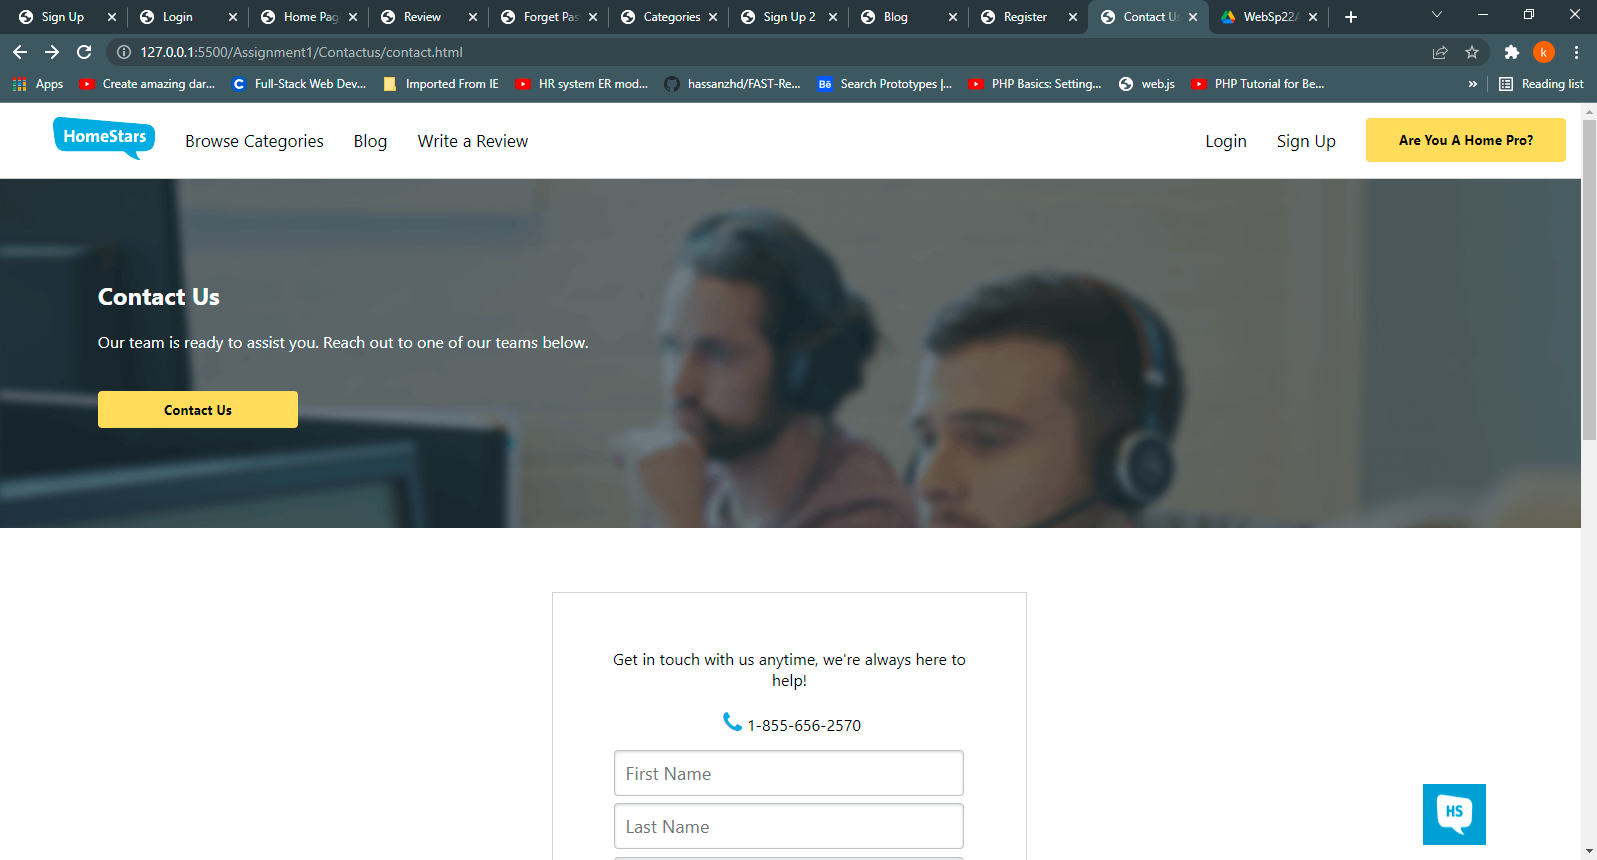 Sign Up
Login
Home Pag
Review
Forget Pas
Categories
Sign Up 2
Blog
Register
Contact Us
WebSp22A
127.0.0.1:5500/Assignment1/Contactus/contact.html
k
Apps
Create amazing dar...
C
Full-Stack Web Dev...
Imported From IE
HR system ER mod...
hassanzhd/FAST-Re...
Bē
Search Prototypes |...
PHP Basics: Setting...
web.js
PHP Tutorial for Be...
»
Reading list
HomeStars
Browse Categories
Blog
Write a Review
Login
Sign Up
Are You A Home Pro?
Contact Us
Our team is ready to assist you. Reach out to one of our teams below.
Contact Us
Get in touch with us anytime, we're always here to
help!
1-855-656-2570
First Name
Last Name
HS